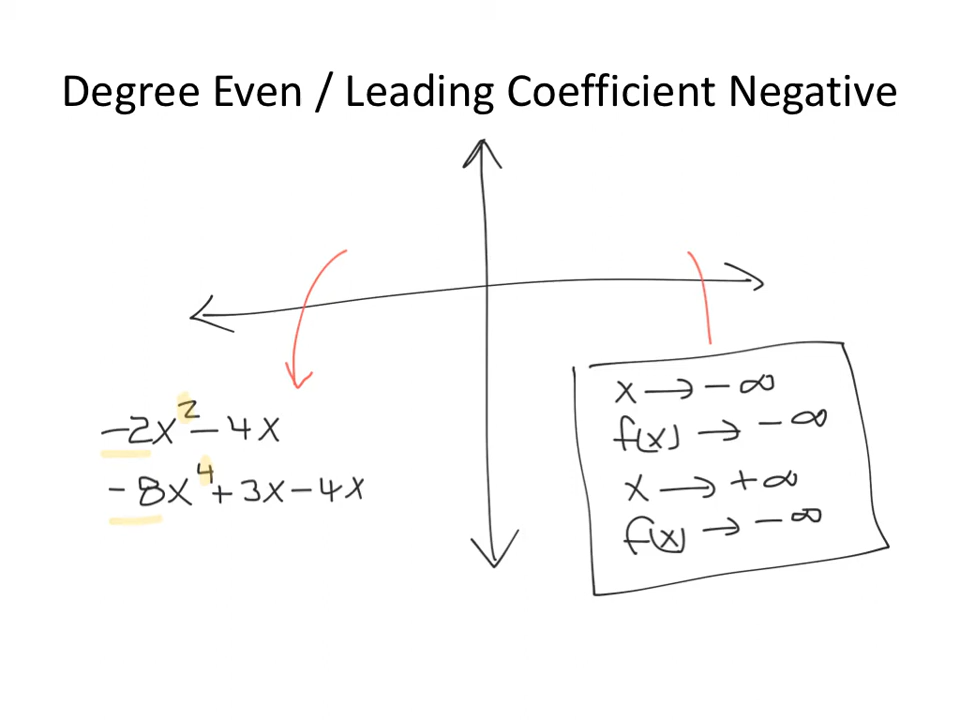 Degree Even / Leading Coefficient Negative
-2x² - 4x
-8x⁴ + 3x - 4x
x → -∞
f(x) → -∞
x → +∞
f(x) → -∞